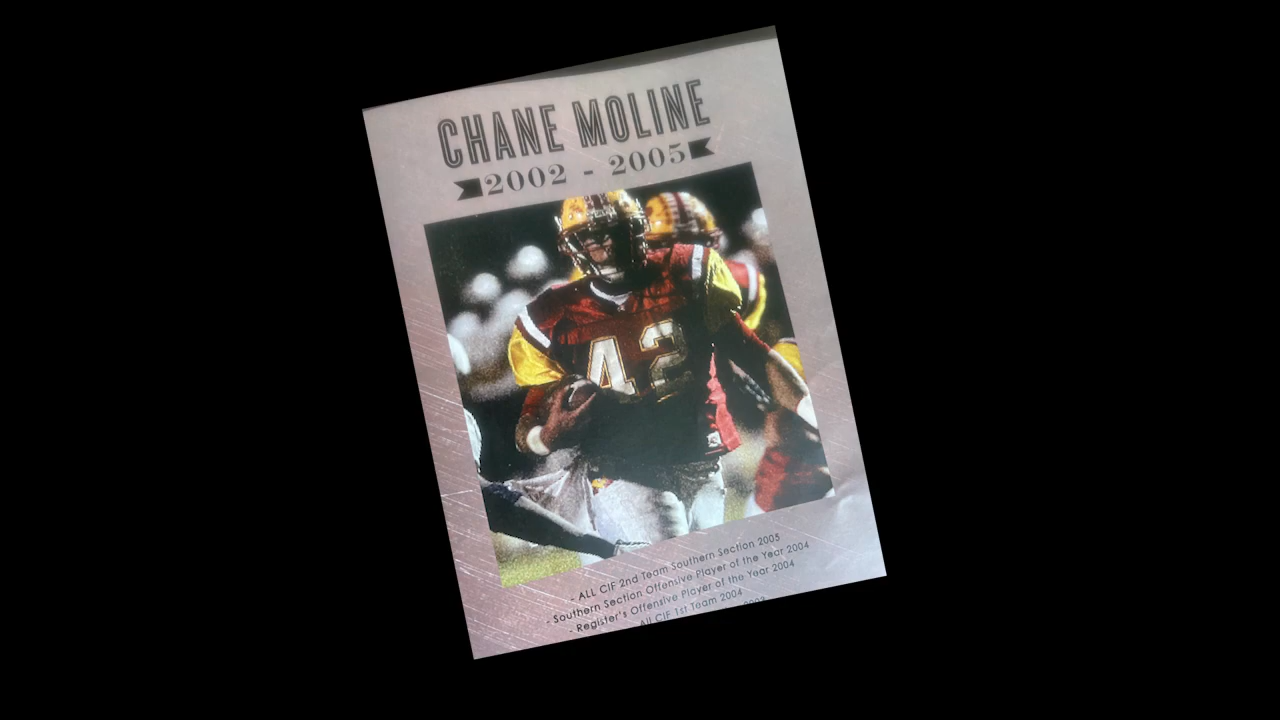 CHANE MOLINE
2002 - 2005
42
- ALL CIF 2nd Team Southern Section 2005
- Southern Section Offensive Player of the Year 2004
- Register's Offensive Player of the Year 2004
All CIF 1st Team 2004